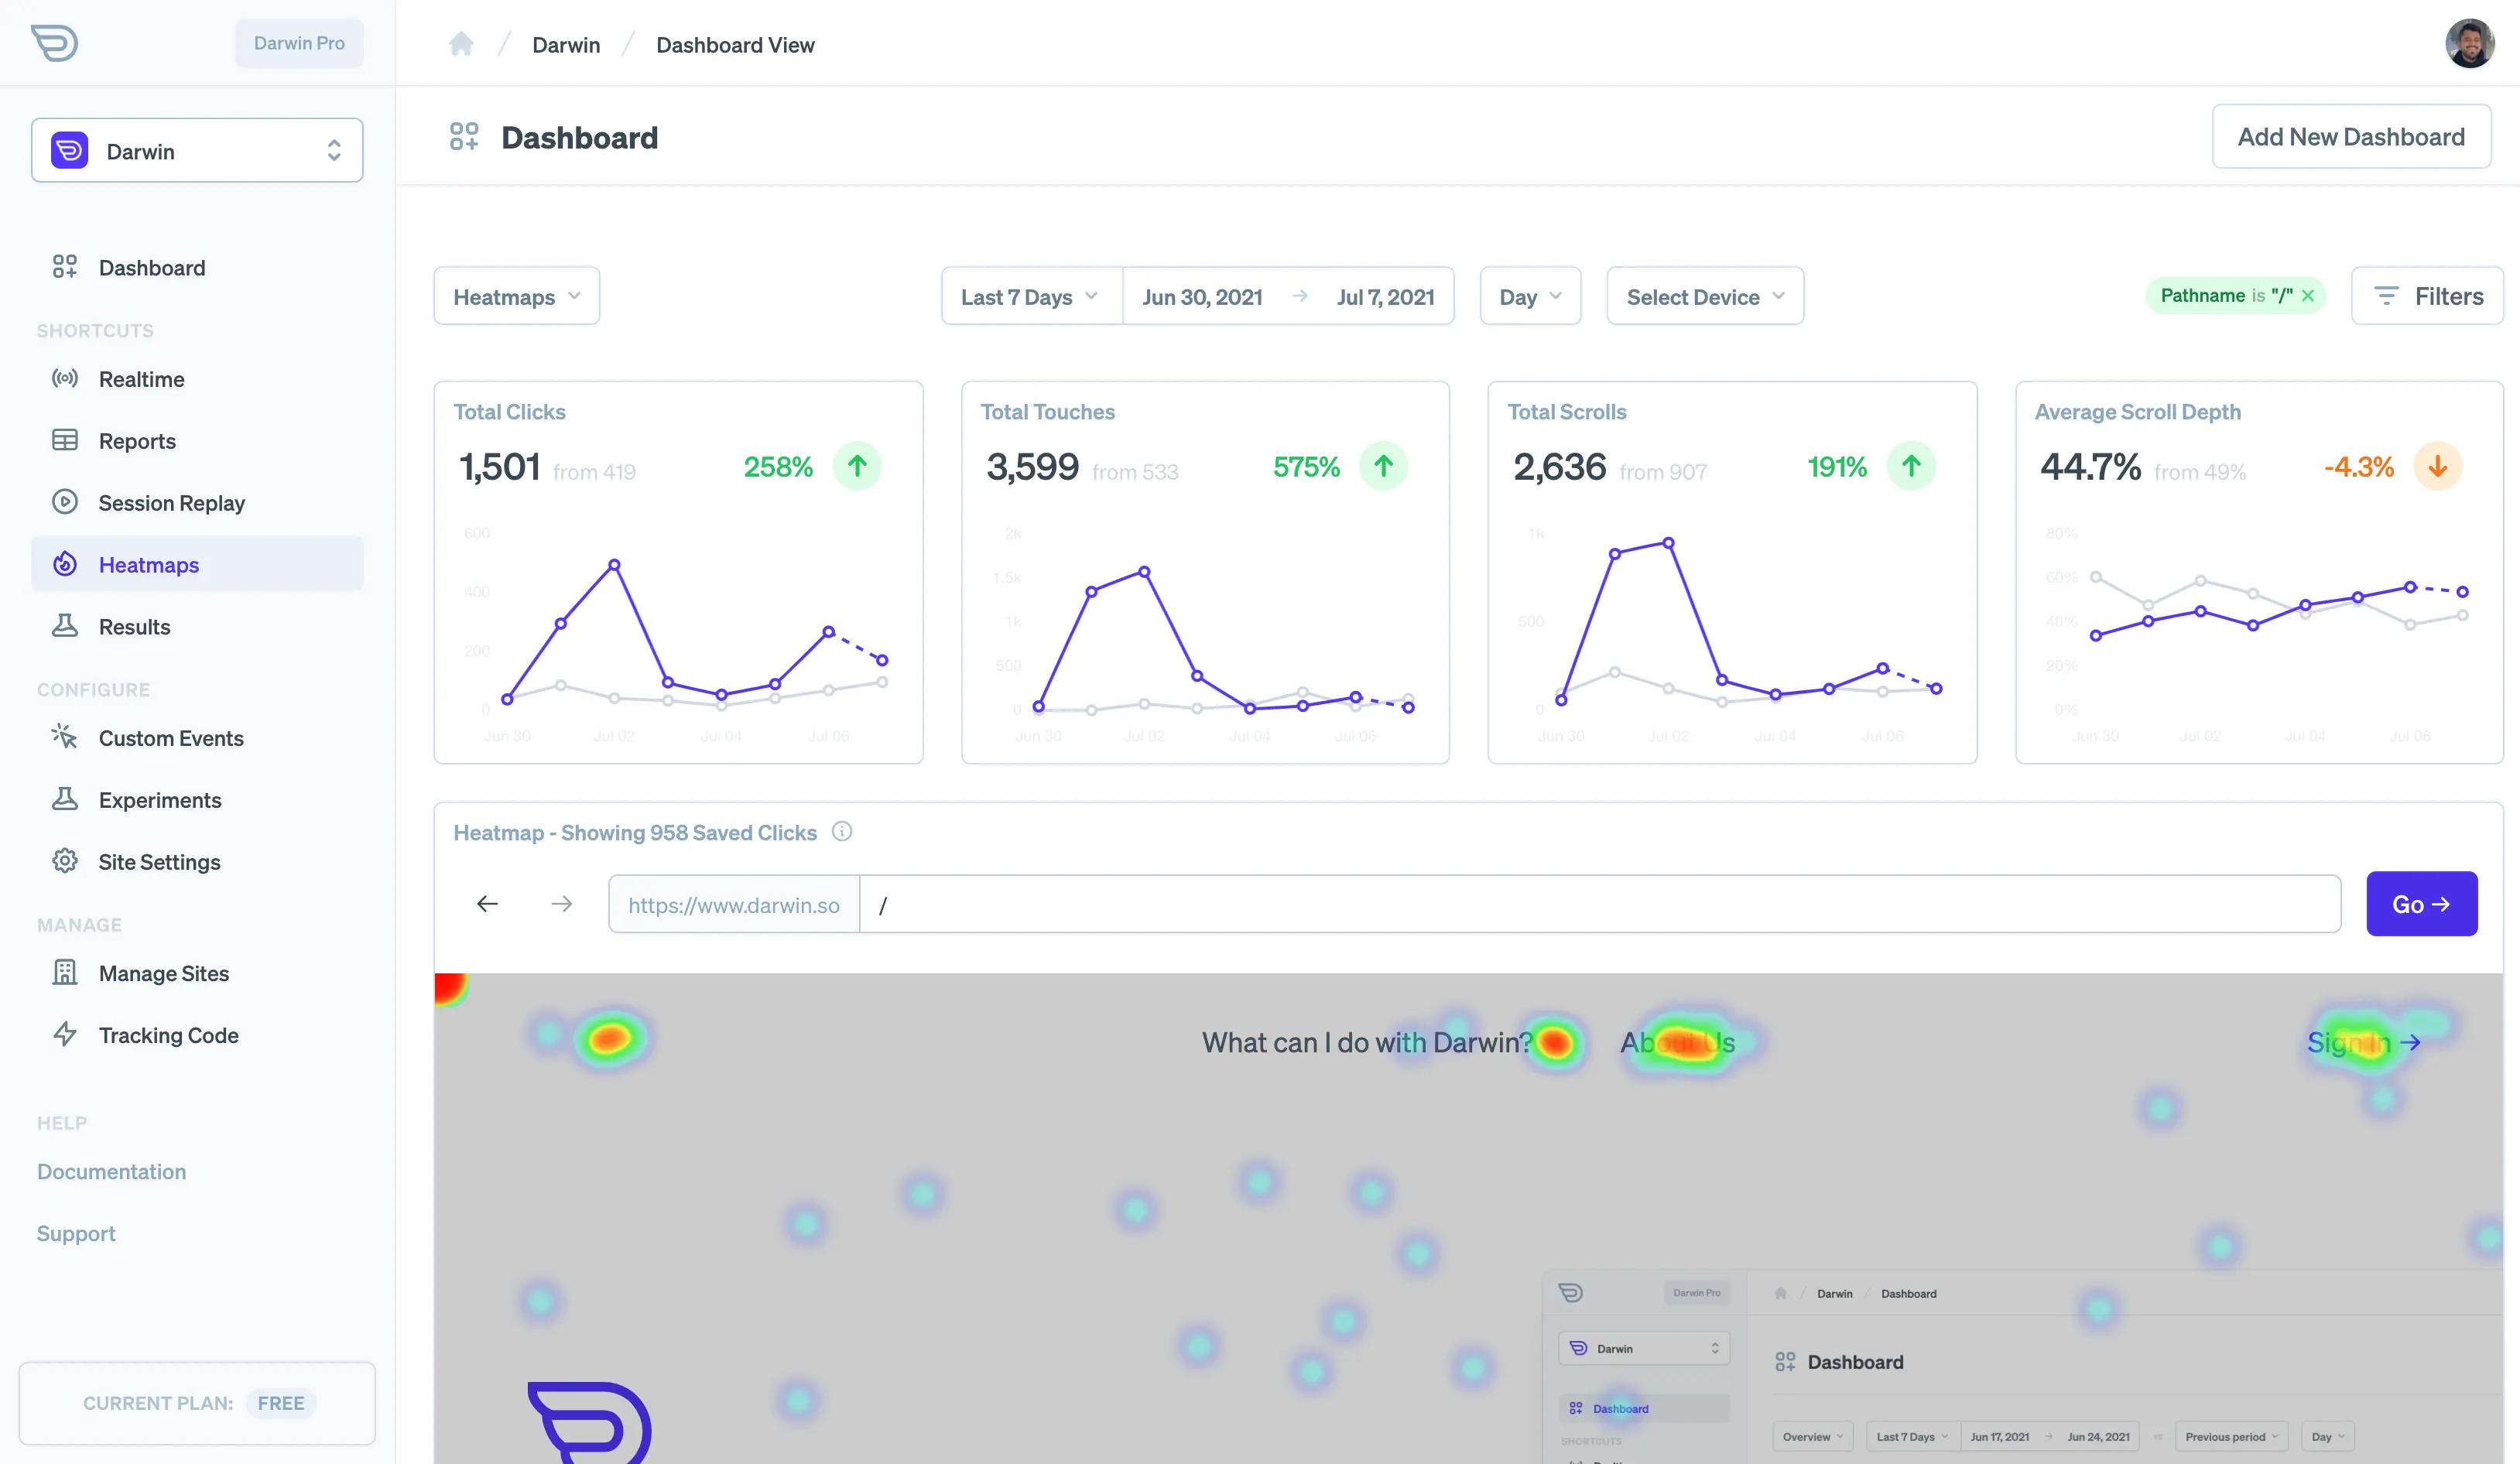 Darwin Pro
Darwin
Dashboard
SHORTCUTS
Realtime
Reports
Session Replay
Heatmaps
Results
CONFIGURE
Custom Events
Experiments
Site Settings
MANAGE
Manage Sites
Tracking Code
HELP
Documentation
Support
CURRENT PLAN: FREE
/ Darwin / Dashboard View
Dashboard
Add New Dashboard
Heatmaps
Last 7 Days
Jun 30, 2021 → Jul 7, 2021
Day
Select Device
Pathname is "/" ×
Filters
Total Clicks
1,501 from 419 258% ↑
600
400
200
0
Jun 30 Jul 02 Jul 04 Jul 06
Total Touches
3,599 from 533 575% ↑
2k
1.5k
1k
500
0
Jun 30 Jul 02 Jul 04 Jul 06
Total Scrolls
2,636 from 907 191% ↑
1k
500
0
Jun 30 Jul 02 Jul 04 Jul 06
Average Scroll Depth
44.7% from 49% -4.3% ↓
80%
60%
40%
20%
0%
Jun 30 Jul 02 Jul 04 Jul 06
Heatmap - Showing 958 Saved Clicks
← → https://www.darwin.so /
Go →
What can I do with Darwin? About Us Sign In →
Darwin Pro
/ Darwin / Dashboard
Darwin
Dashboard
Dashboard
SHORTCUTS
Overview Last 7 Days Jun 17, 2021 → Jun 24, 2021 vs Previous period Day